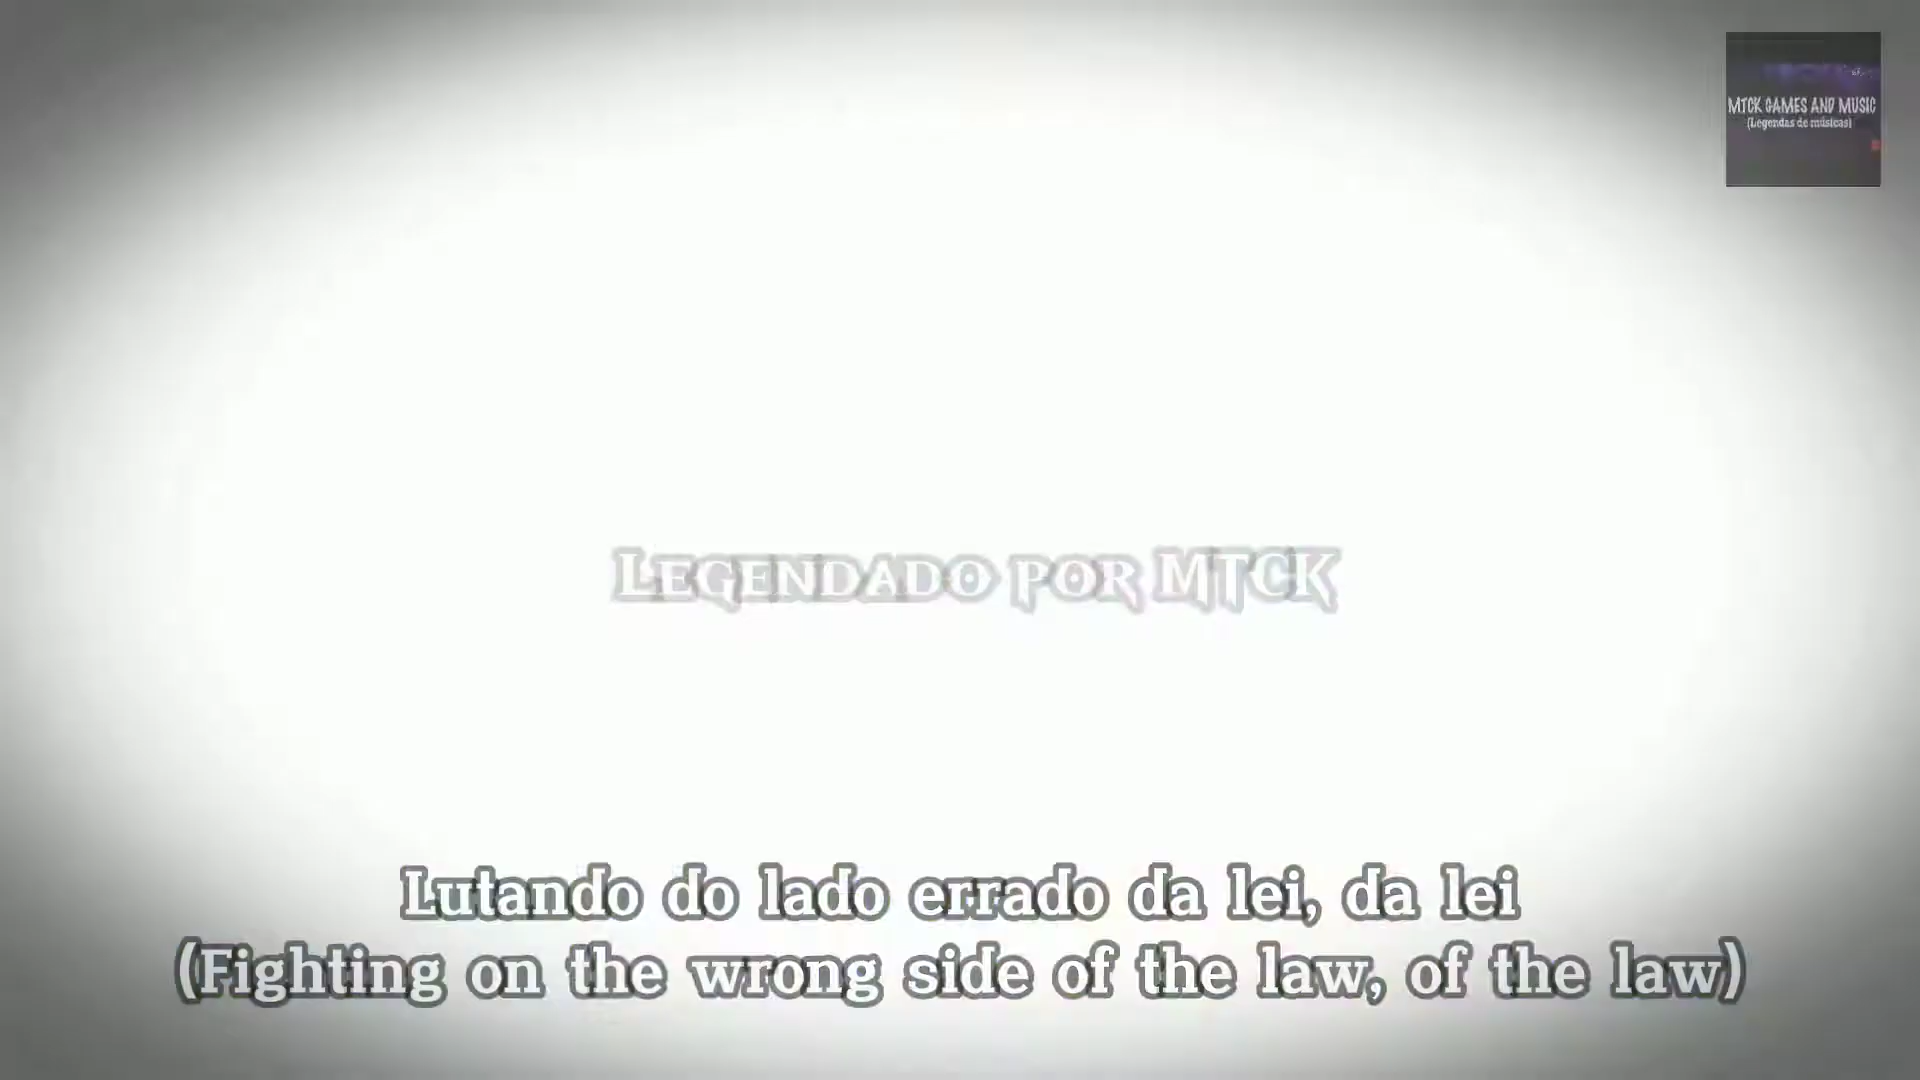 MTCK GAMES AND MUSIC
(Legendas de músicas)
Legendado por MTCK
Lutando do lado errado da lei, da lei
(Fighting on the wrong side of the law, of the law)